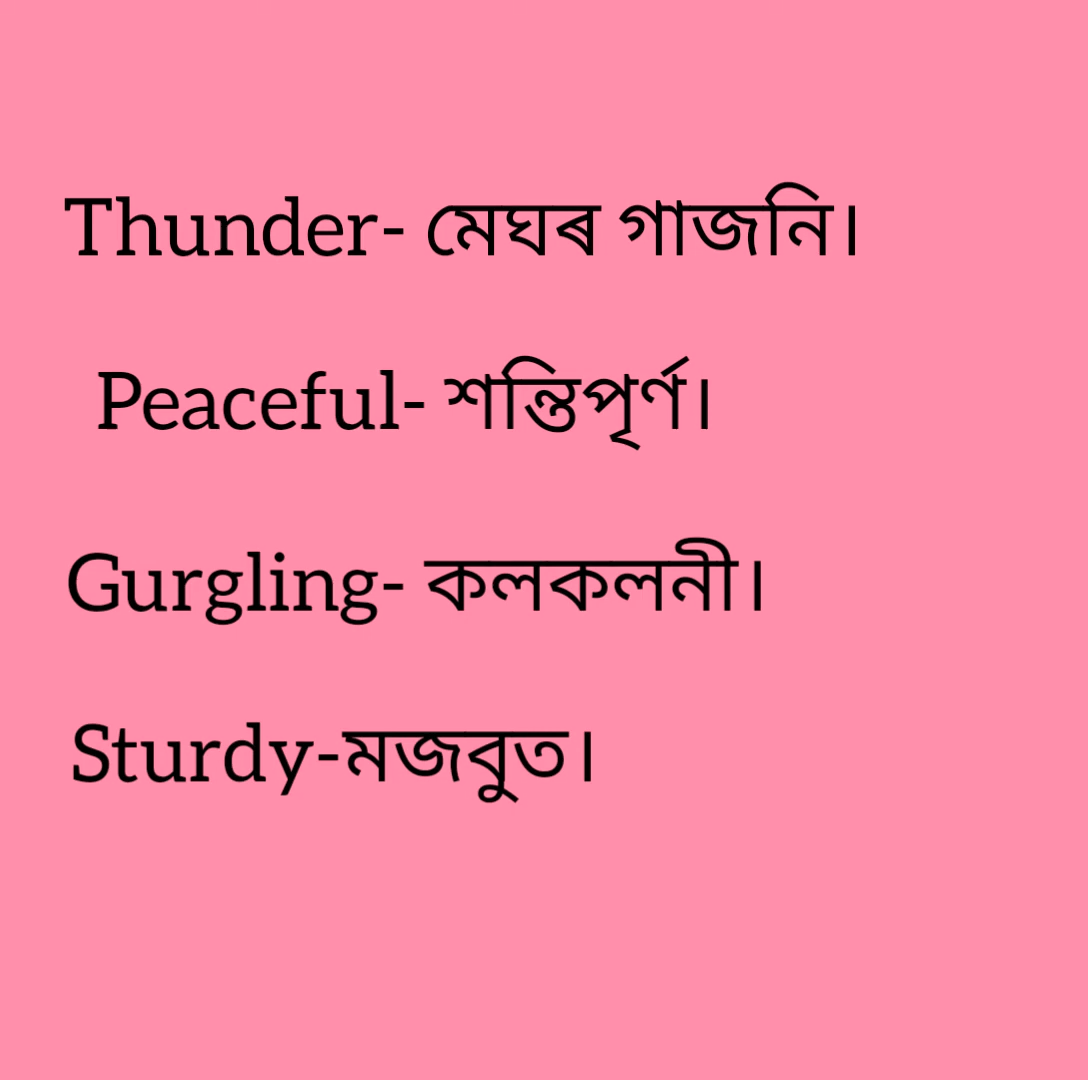 Thunder- মেঘৰ গাজনি।
Peaceful- শন্তিপৃৰ্ণ।
Gurgling- কলকলনী।
Sturdy-মজবুত।